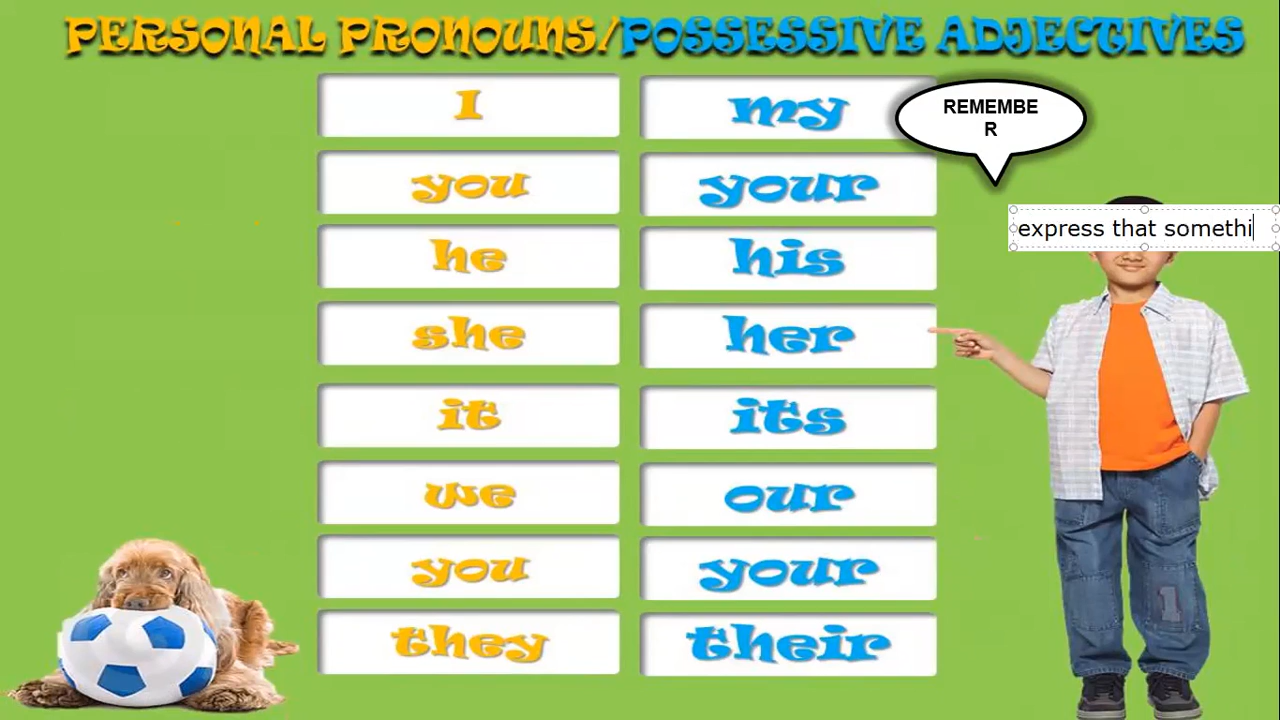 PERSONAL PRONOUNS/POSSESSIVE ADJECTIVES
I my
REMEMBE
R
you your
express that somethi
he his
she her
it its
we our
you your
they their
1